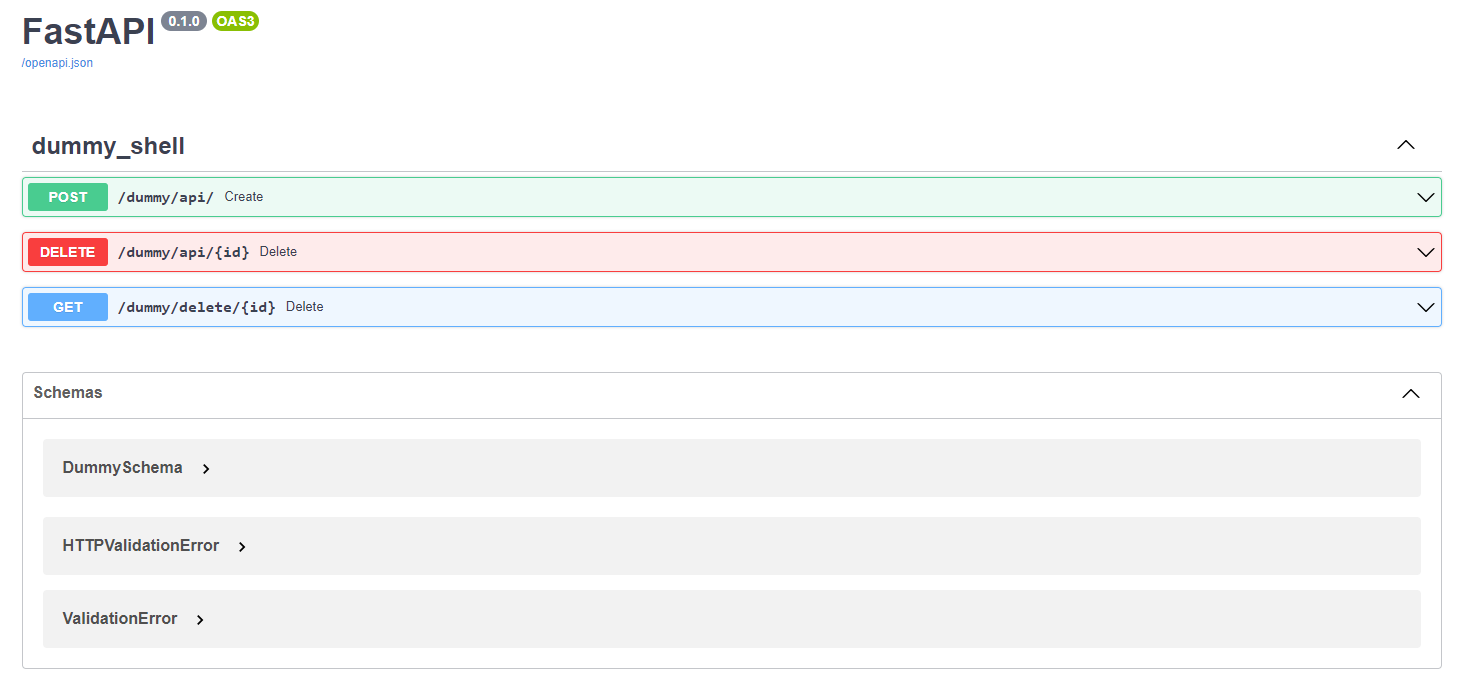 FastAPI 0.1.0 OAS3
/openapi.json
dummy_shell
POST /dummy/api/ Create
DELETE /dummy/api/{id} Delete
GET /dummy/delete/{id} Delete
Schemas
DummySchema
HTTPValidationError
ValidationError